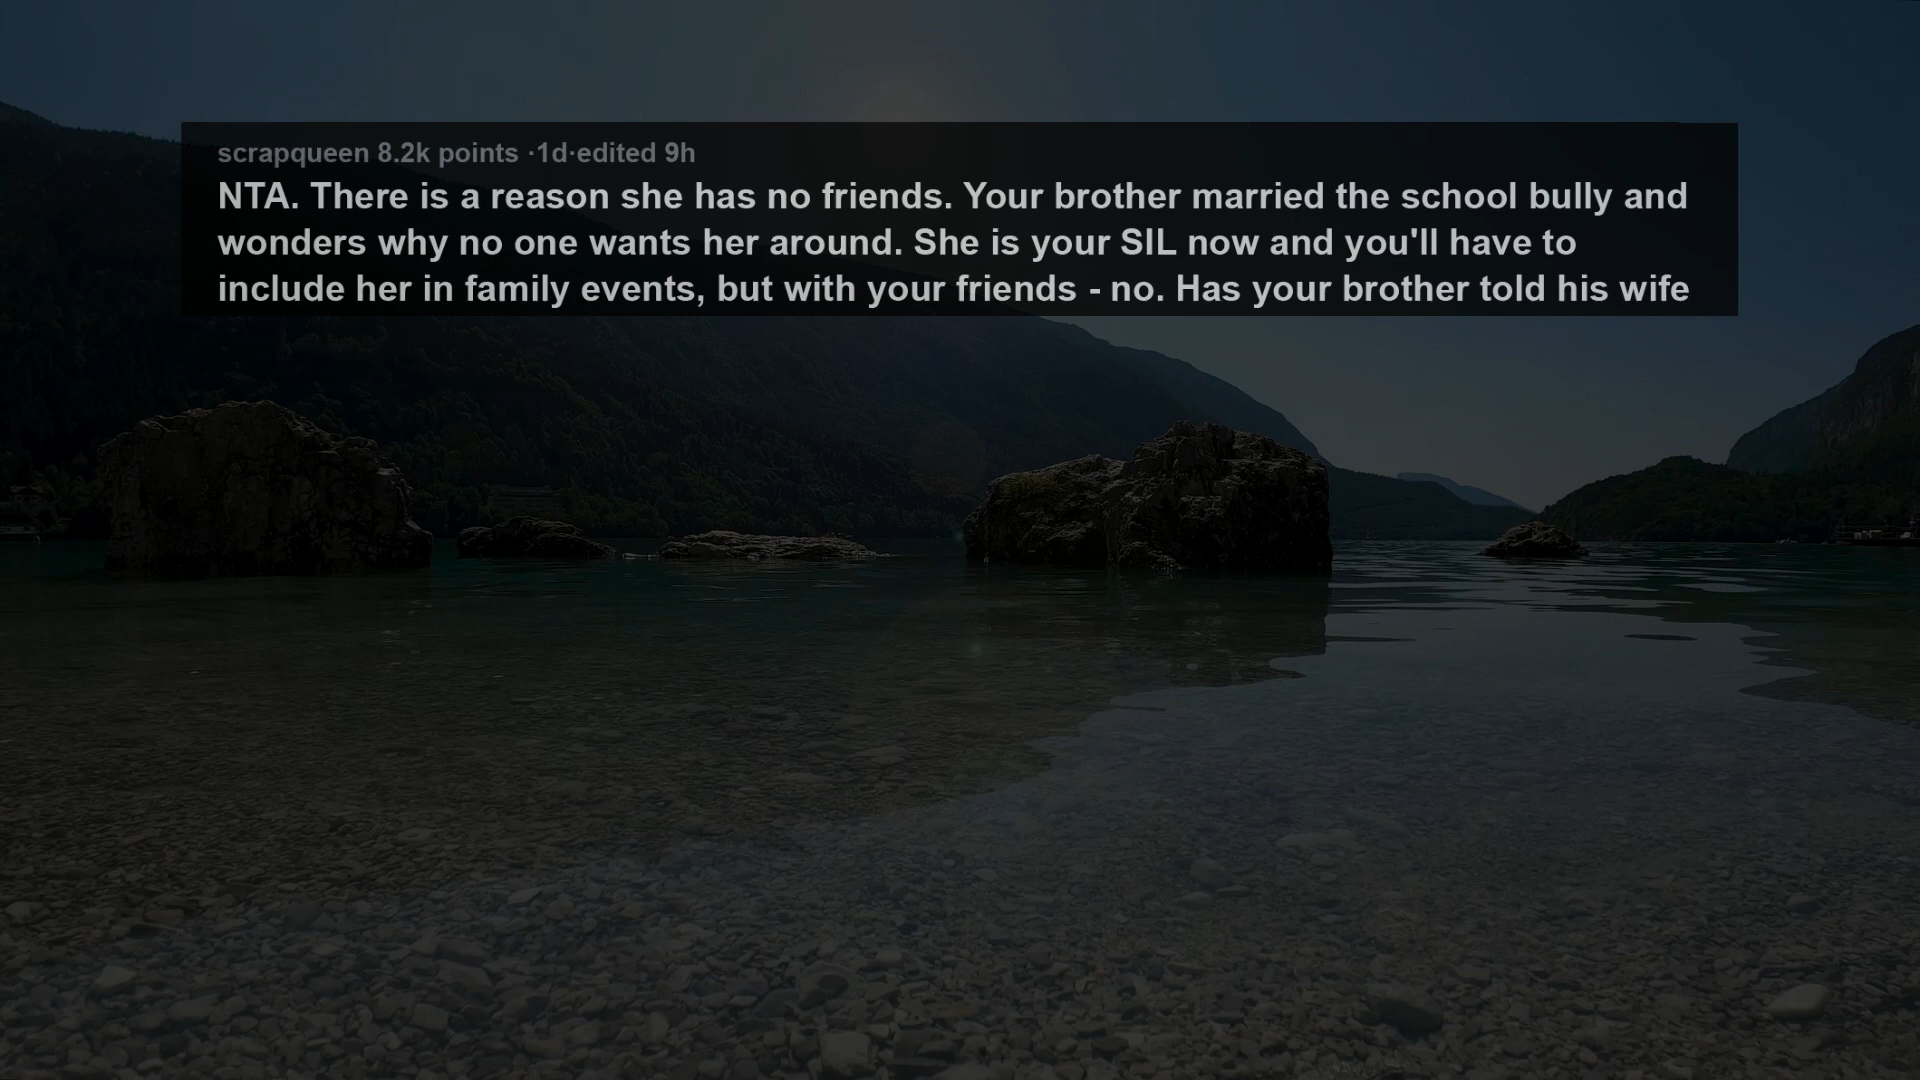 scrapqueen 8.2k points ·1d·edited 9h
NTA. There is a reason she has no friends. Your brother married the school bully and
wonders why no one wants her around. She is your SIL now and you'll have to
include her in family events, but with your friends - no. Has your brother told his wife